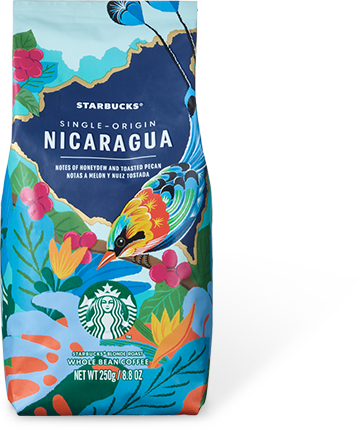 STARBUCKS®
SINGLE-ORIGIN
NICARAGUA
NOTES OF HONEYDEW AND TOASTED PECAN
NOTAS A MELÓN Y NUEZ TOSTADA
STARBUCKS® BLONDE ROAST
WHOLE BEAN COFFEE
NET WT 250g / 8.8 OZ